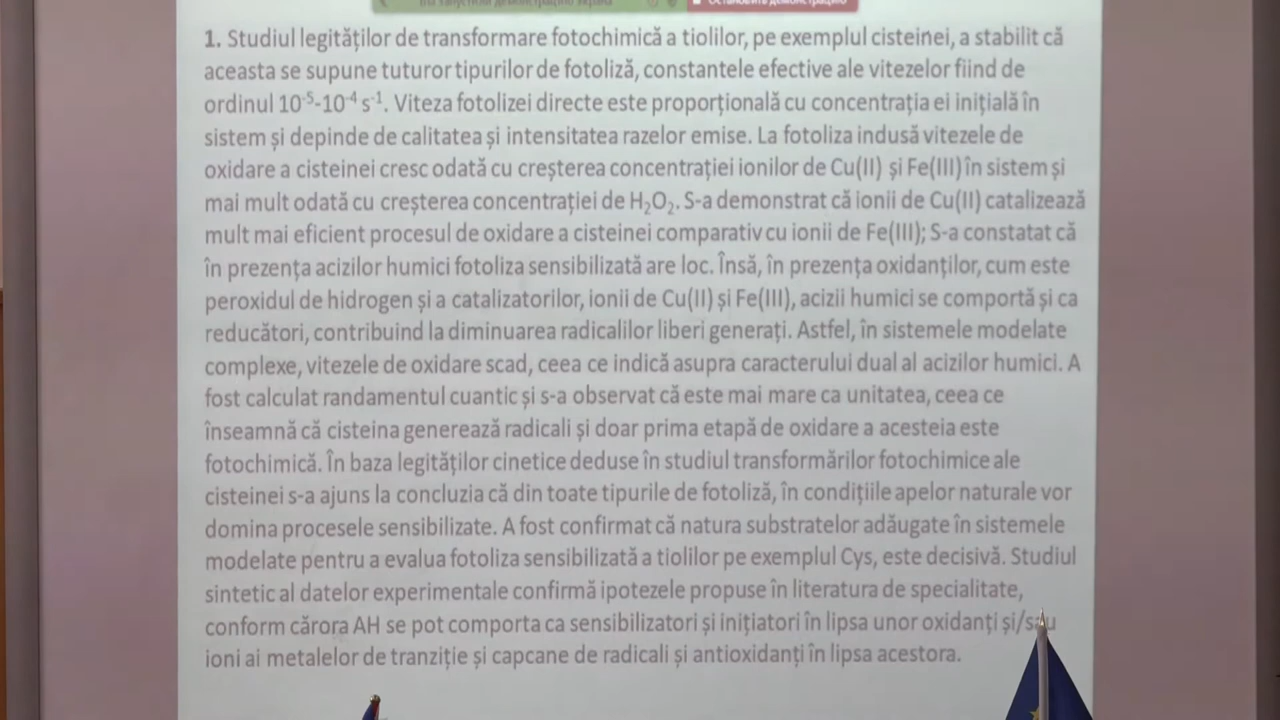 1. Studiul legităților de transformare fotochimică a tiolilor, pe exemplul cisteinei, a stabilit că
aceasta se supune tuturor tipurilor de fotoliză, constantele efective ale vitezelor fiind de
ordinul 10⁻⁵-10⁻⁴ s⁻¹. Viteza fotolizei directe este proporțională cu concentrația ei inițială în
sistem și depinde de calitatea și intensitatea razelor emise. La fotoliza indusă vitezele de
oxidare a cisteinei cresc odată cu creșterea concentrației ionilor de Cu(II) și Fe(III) în sistem și
mai mult odată cu creșterea concentrației de H₂O₂. S-a demonstrat că ionii de Cu(II) catalizează
mult mai eficient procesul de oxidare a cisteinei comparativ cu ionii de Fe(III); S-a constatat că
în prezența acizilor humici fotoliza sensibilizată are loc. Însă, în prezența oxidanților, cum este
peroxidul de hidrogen și a catalizatorilor, ionii de Cu(II) și Fe(III), acizii humici se comportă și ca
reducători, contribuind la diminuarea radicalilor liberi generați. Astfel, în sistemele modelate
complexe, vitezele de oxidare scad, ceea ce indică asupra caracterului dual al acizilor humici. A
fost calculat randamentul cuantic și s-a observat că este mai mare ca unitatea, ceea ce
înseamnă că cisteina generează radicali și doar prima etapă de oxidare a acesteia este
fotochimică. În baza legităților cinetice deduse în studiul transformărilor fotochimice ale
cisteinei s-a ajuns la concluzia că din toate tipurile de fotoliză, în condițiile apelor naturale vor
domina procesele sensibilizate. A fost confirmat că natura substratelor adăugate în sistemele
modelate pentru a evalua fotoliza sensibilizată a tiolilor pe exemplul Cys, este decisivă. Studiul
sintetic al datelor experimentale confirmă ipotezele propuse în literatura de specialitate,
conform cărora AH se pot comporta ca sensibilizatori și inițiatori în lipsa unor oxidanți și/sau
ioni ai metalelor de tranziție și capcane de radicali și antioxidanți în lipsa acestora.